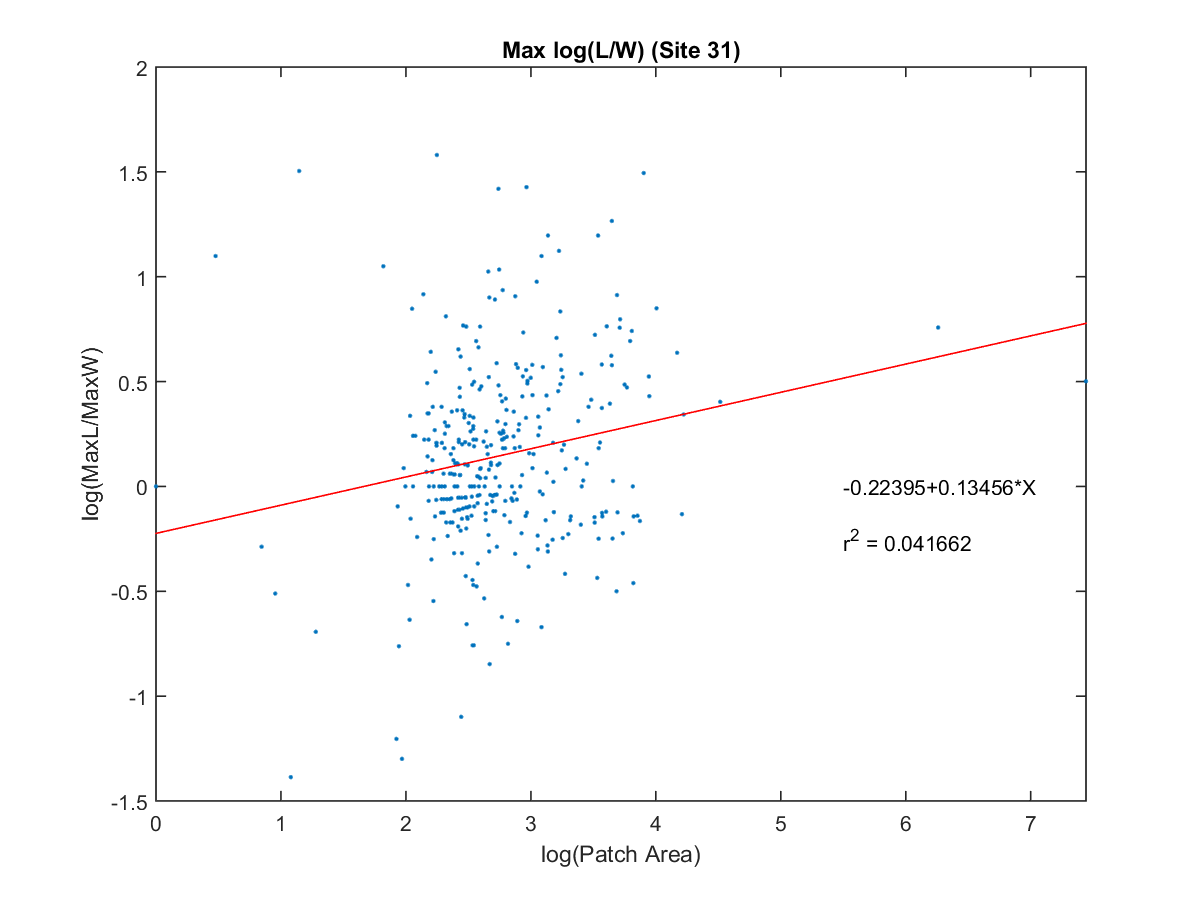 Max log(L/W) (Site 31)
2
1.5
1
0.5
0
-0.5
-1
-1.5
log(MaxL/MaxW)
-0.22395+0.13456*X
r² = 0.041662
0 1 2 3 4 5 6 7
log(Patch Area)